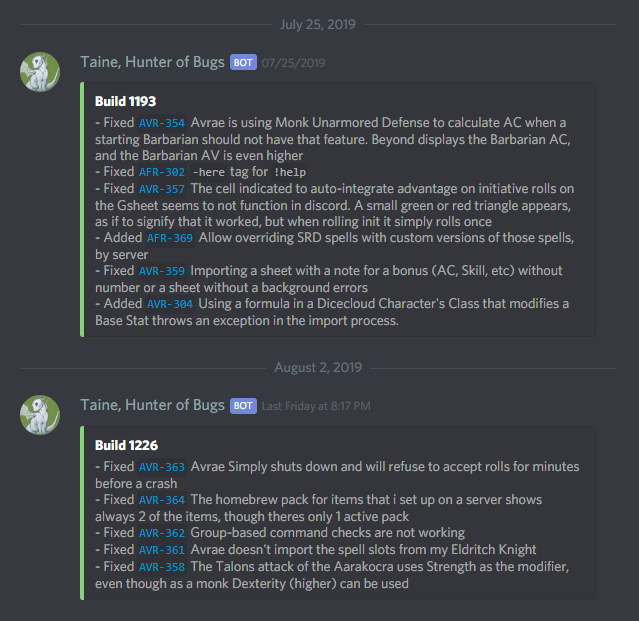 July 25, 2019
Taine, Hunter of Bugs BOT 07/25/2019
Build 1193
- Fixed AVR-354 Avrae is using Monk Unarmored Defense to calculate AC when a
starting Barbarian should not have that feature. Beyond displays the Barbarian AC,
and the Barbarian AV is even higher
- Fixed AFR-302 -here tag for !help
- Fixed AVR-357 The cell indicated to auto-integrate advantage on initiative rolls on
the Gsheet seems to not function in discord. A small green or red triangle appears,
as if to signify that it worked, but when rolling init it simply rolls once
- Added AFR-369 Allow overriding SRD spells with custom versions of those spells,
by server
- Fixed AVR-359 Importing a sheet with a note for a bonus (AC, Skill, etc) without
number or a sheet without a background errors
- Added AVR-304 Using a formula in a Dicecloud Character's Class that modifies a
Base Stat throws an exception in the import process.
August 2, 2019
Taine, Hunter of Bugs BOT Last Friday at 8:17 PM
Build 1226
- Fixed AVR-363 Avrae Simply shuts down and will refuse to accept rolls for minutes
before a crash
- Fixed AVR-364 The homebrew pack for items that i set up on a server shows
always 2 of the items, though theres only 1 active pack
- Fixed AVR-362 Group-based command checks are not working
- Fixed AVR-361 Avrae doesn't import the spell slots from my Eldritch Knight
- Fixed AVR-358 The Talons attack of the Aarakocra uses Strength as the modifier,
even though as a monk Dexterity (higher) can be used